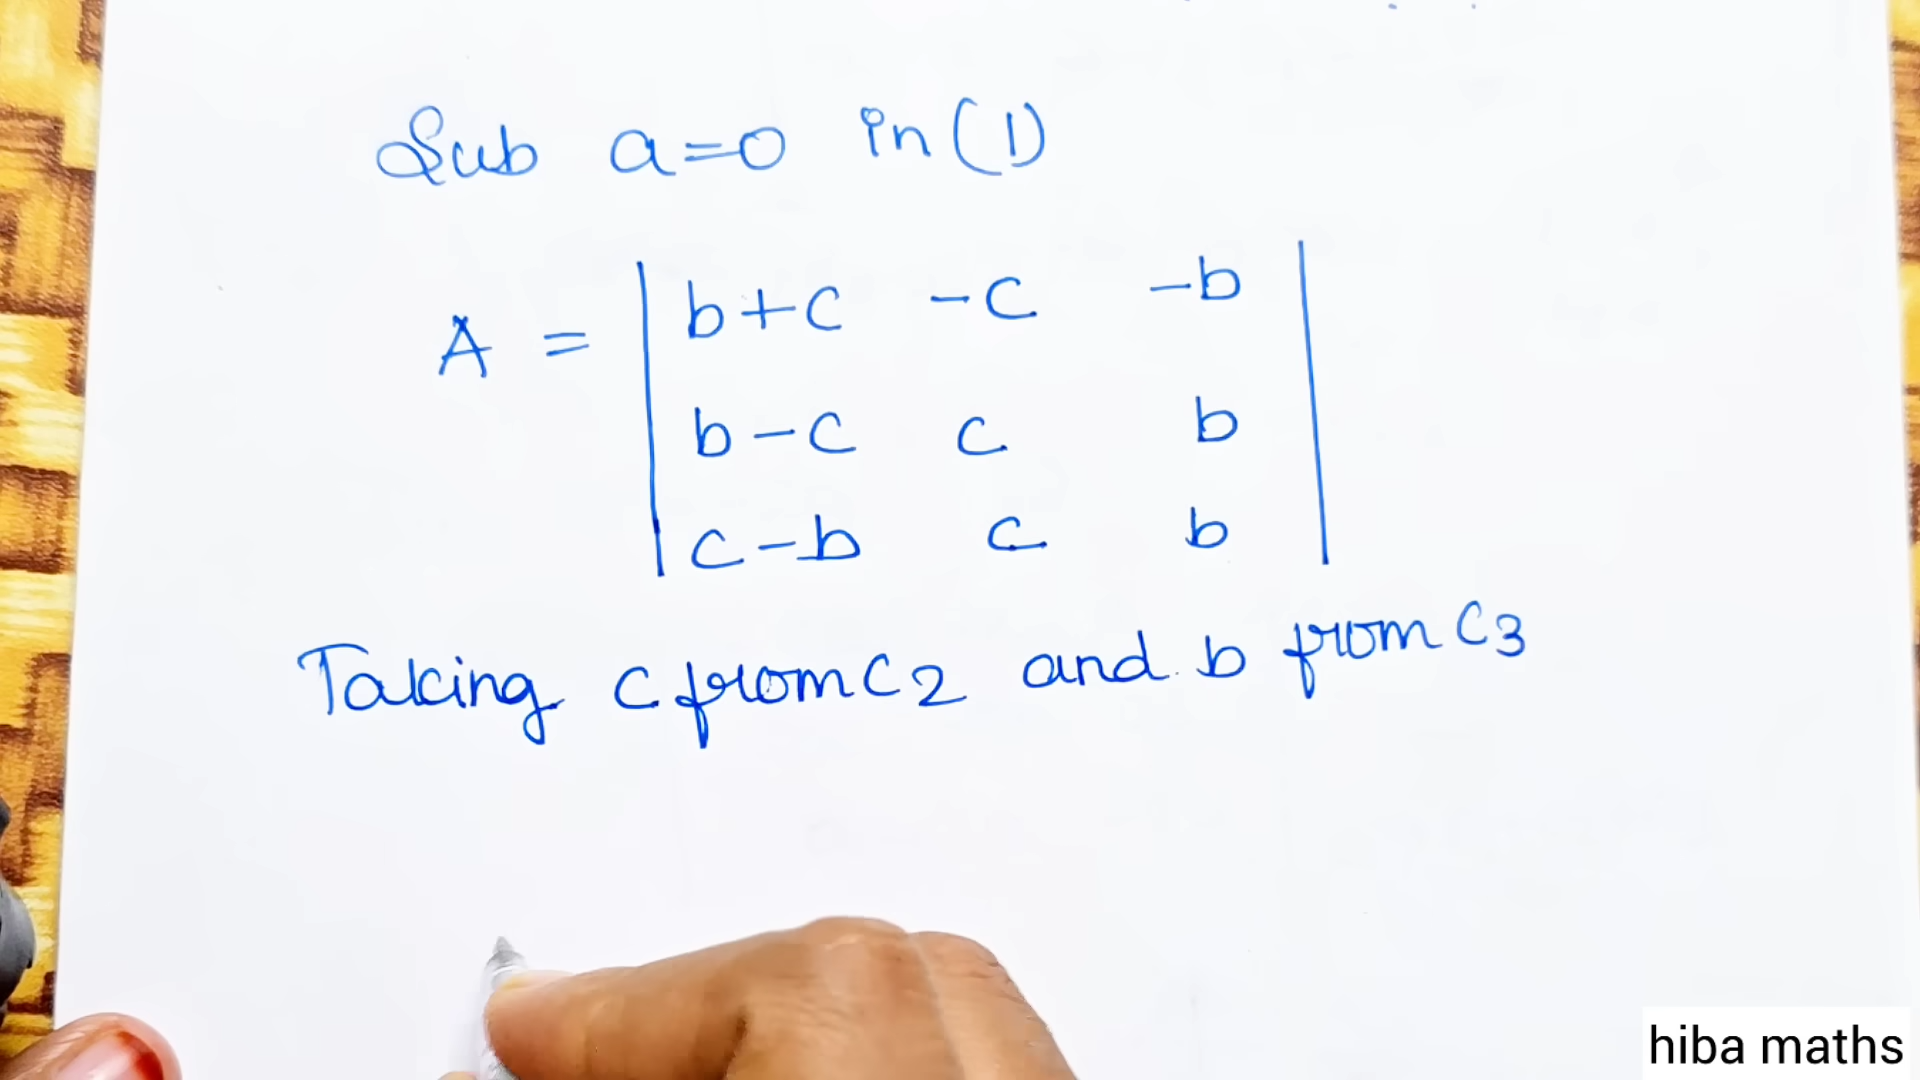 Sub a=0 in (1)
A = | b+c -c -b |
| b-c c b |
| c-b c b |
Taking c from C2 and b from C3
hiba maths